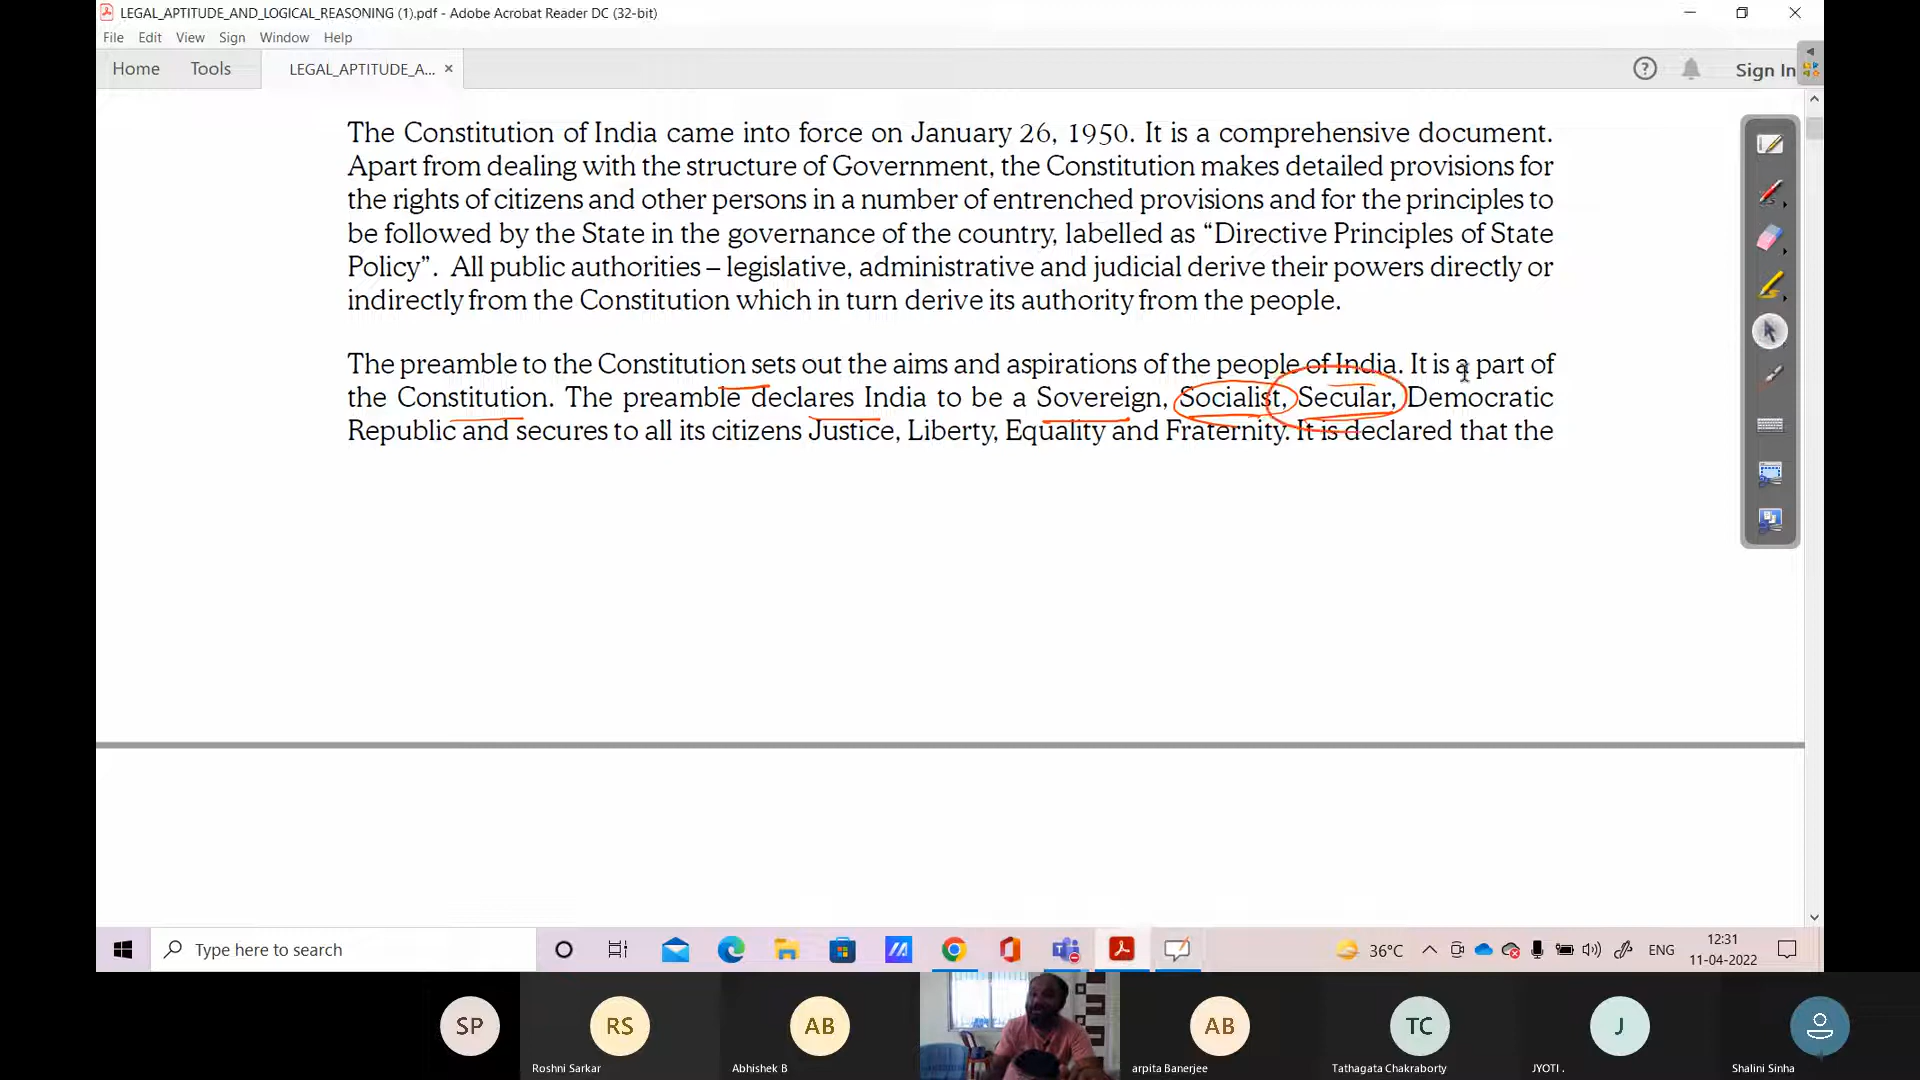 LEGAL_APTITUDE_AND_LOGICAL_REASONING (1).pdf - Adobe Acrobat Reader DC (32-bit)
File Edit View Sign Window Help
Home Tools LEGAL_APTITUDE_A... × Sign In
The Constitution of India came into force on January 26, 1950. It is a comprehensive document.
Apart from dealing with the structure of Government, the Constitution makes detailed provisions for
the rights of citizens and other persons in a number of entrenched provisions and for the principles to
be followed by the State in the governance of the country, labelled as “Directive Principles of State
Policy”. All public authorities – legislative, administrative and judicial derive their powers directly or
indirectly from the Constitution which in turn derive its authority from the people.
The preamble to the Constitution sets out the aims and aspirations of the people of India. It is a part of
the Constitution. The preamble declares India to be a Sovereign, Socialist, Secular, Democratic
Republic and secures to all its citizens Justice, Liberty, Equality and Fraternity. It is declared that the
Type here to search 36°C ENG 12:31
11-04-2022
SP RS AB AB TC J
Roshni Sarkar Abhishek B arpita Banerjee Tathagata Chakraborty JYOTI . Shalini Sinha